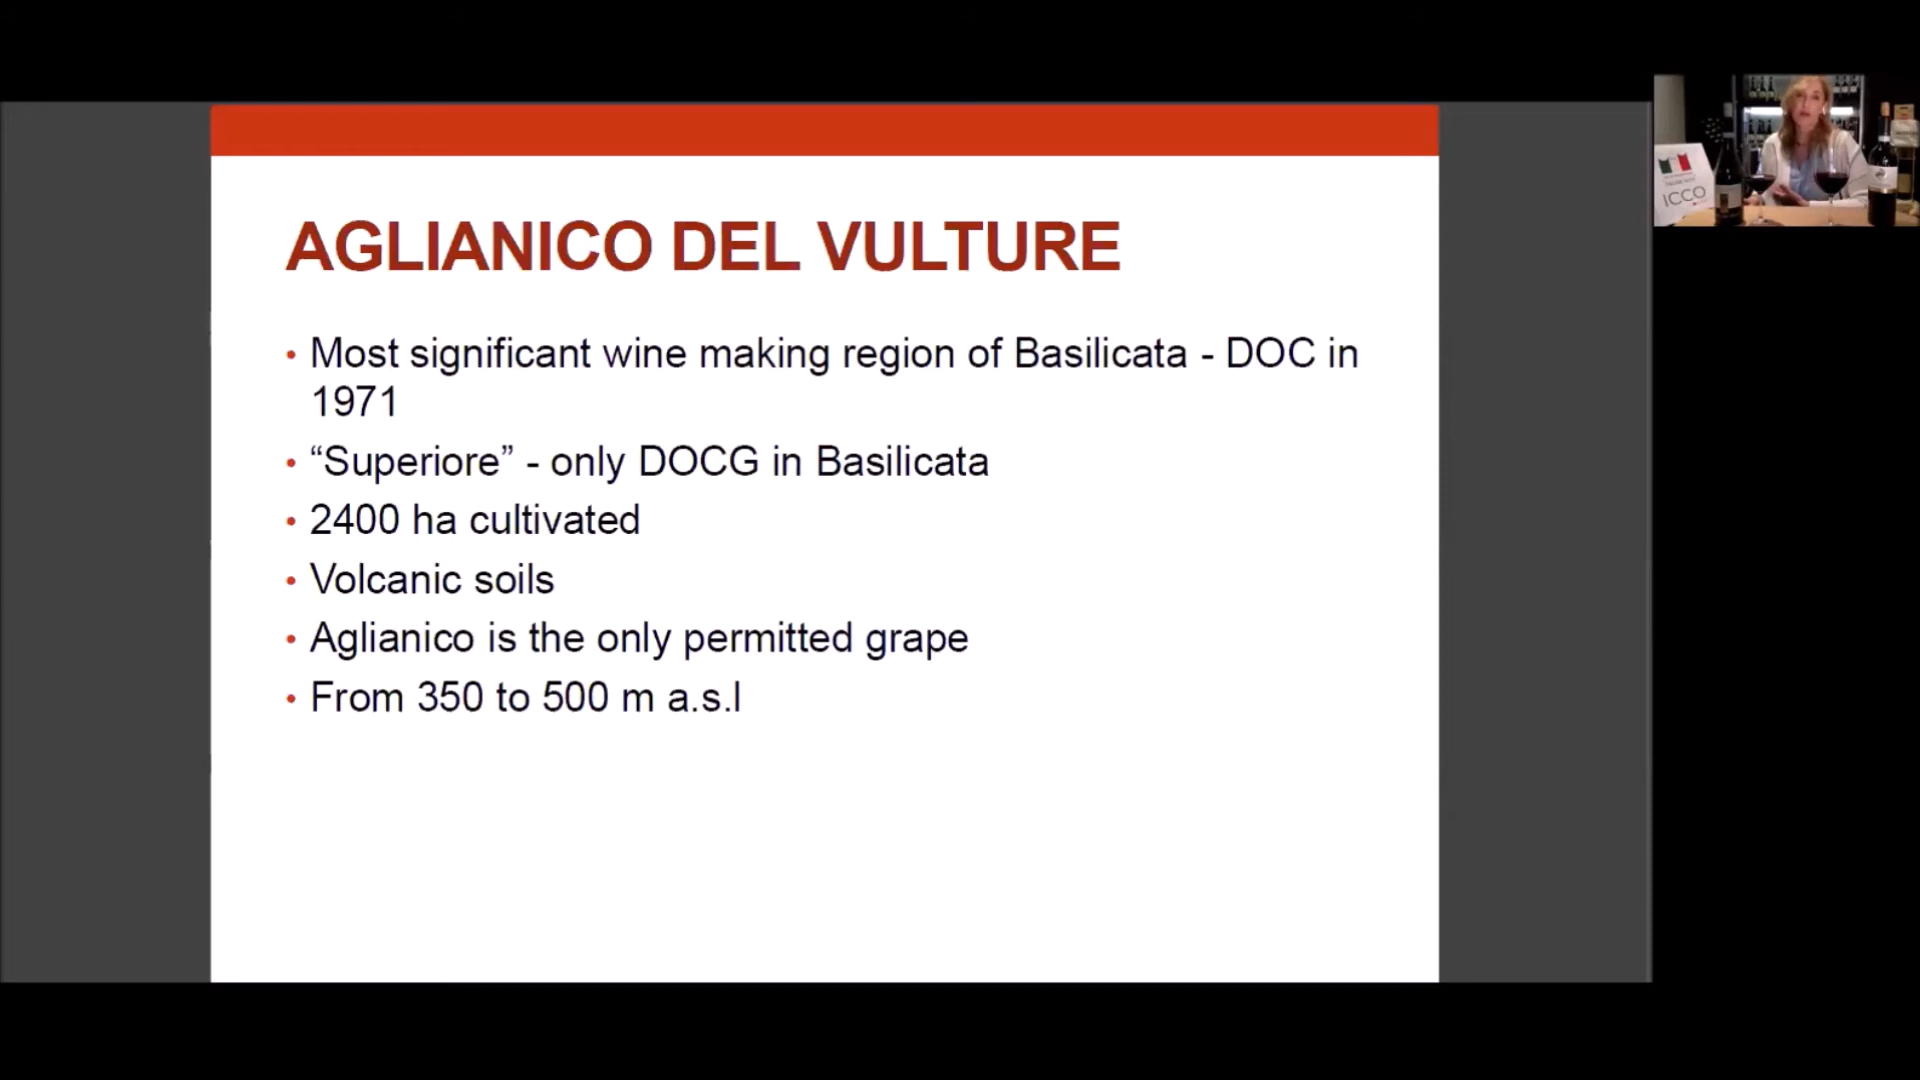 AGLIANICO DEL VULTURE
• Most significant wine making region of Basilicata - DOC in
1971
• “Superiore” - only DOCG in Basilicata
• 2400 ha cultivated
• Volcanic soils
• Aglianico is the only permitted grape
• From 350 to 500 m a.s.l
ICCO